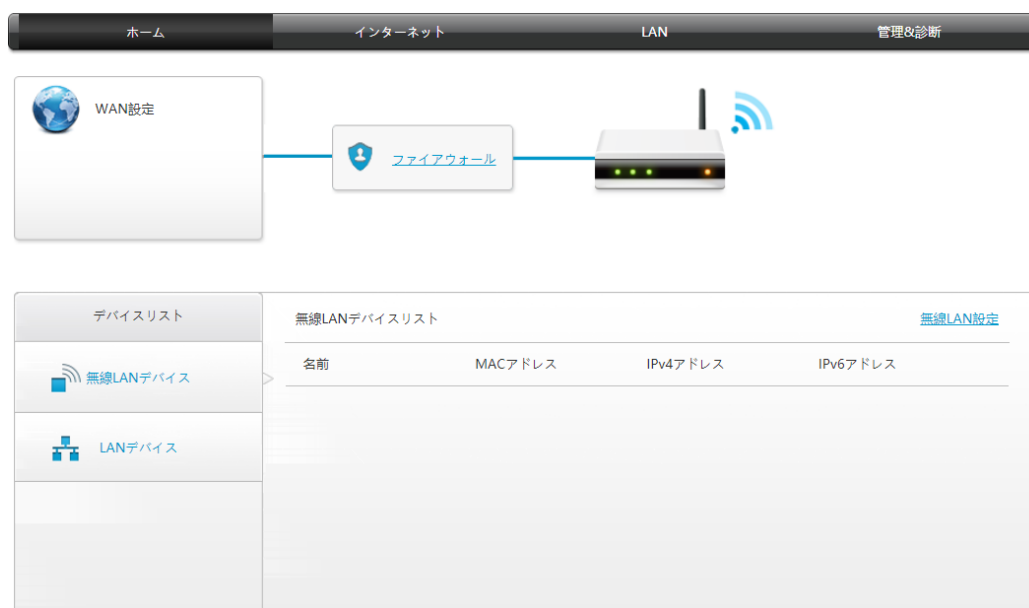 ホーム インターネット LAN 管理&診断
WAN設定
ファイアウォール
デバイスリスト
無線LANデバイスリスト 無線LAN設定
名前 MACアドレス IPv4アドレス IPv6アドレス
無線LANデバイス
LANデバイス